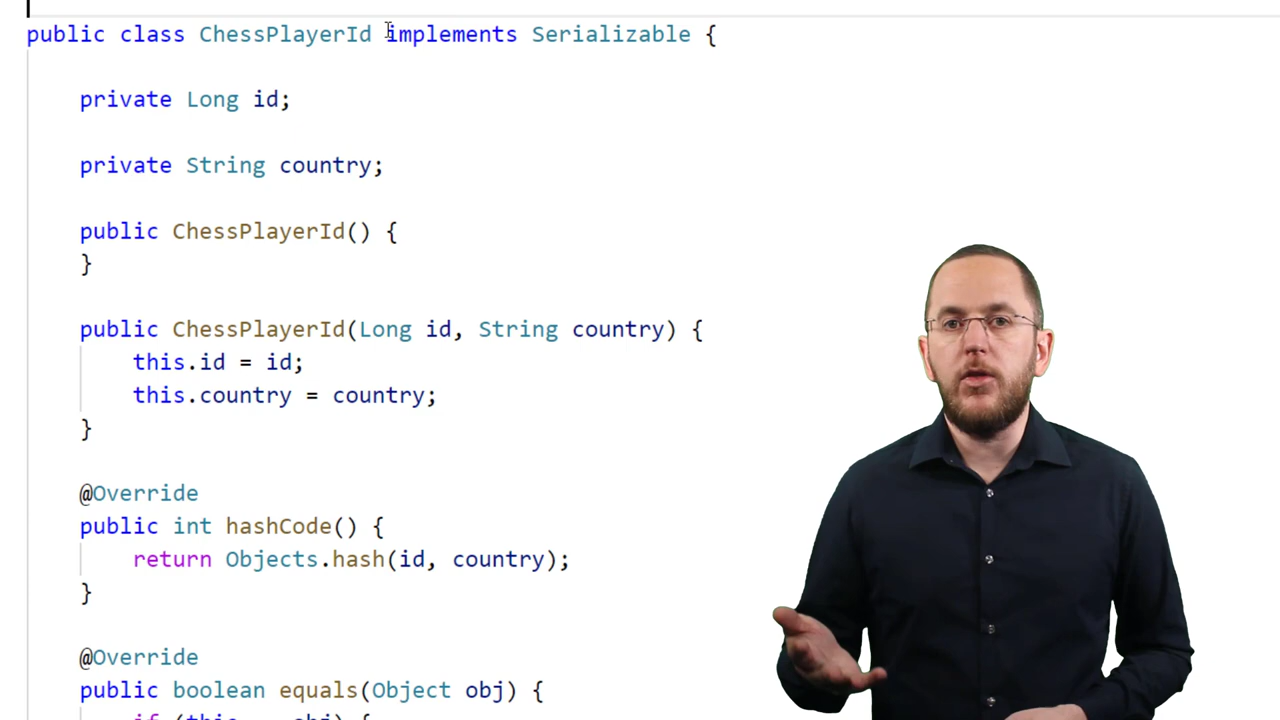 public class ChessPlayerId implements Serializable {
private Long id;
private String country;
public ChessPlayerId() {
}
public ChessPlayerId(Long id, String country) {
this.id = id;
this.country = country;
}
@Override
public int hashCode() {
return Objects.hash(id, country);
}
@Override
public boolean equals(Object obj) {